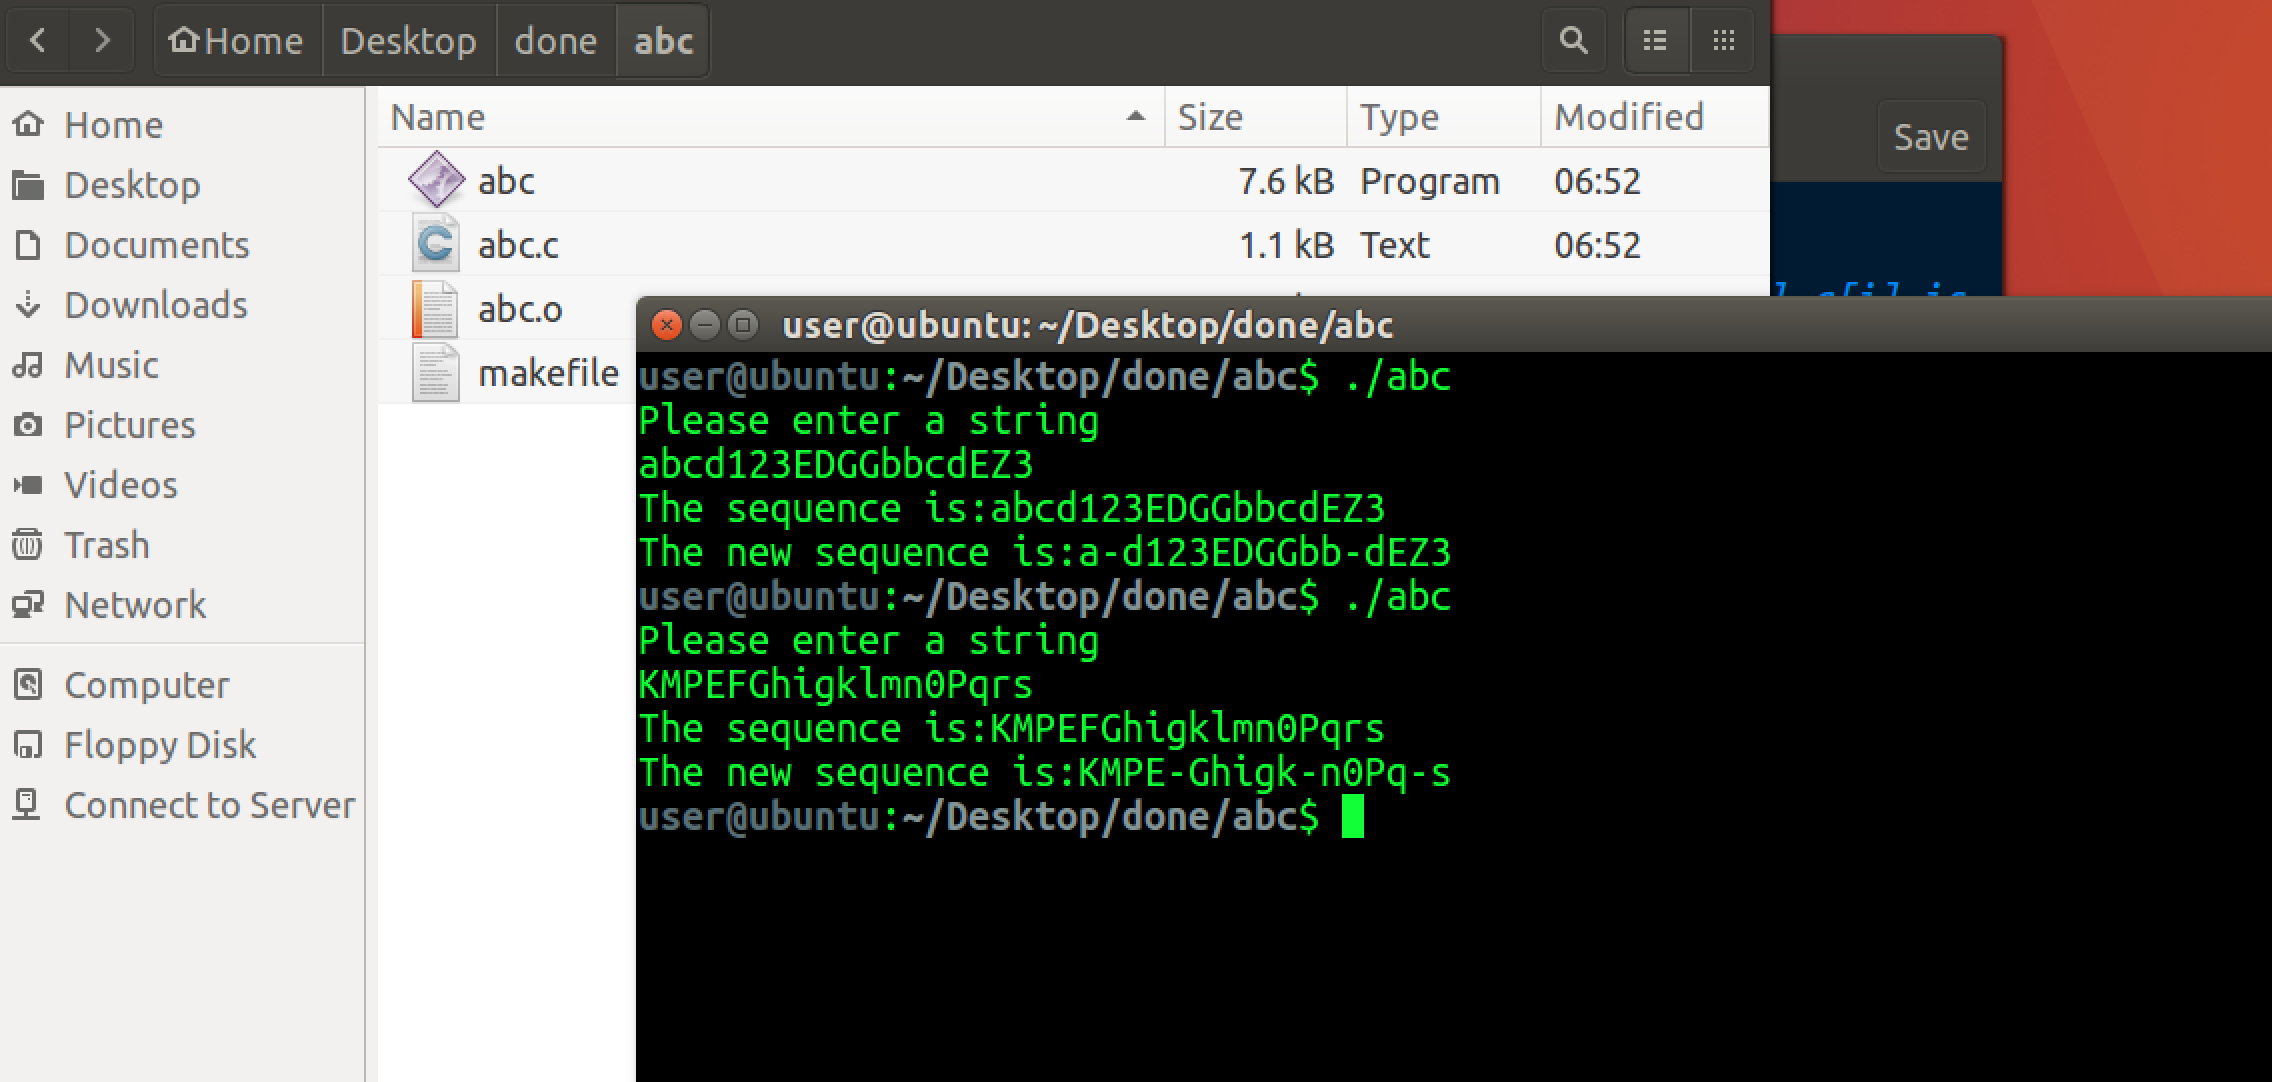 Home Desktop done abc
Save
Home
Desktop
Documents
Downloads
Music
Pictures
Videos
Trash
Network
Computer
Floppy Disk
Connect to Server
Name Size Type Modified
abc 7.6 kB Program 06:52
abc.c 1.1 kB Text 06:52
abc.o
makefile
user@ubuntu: ~/Desktop/done/abc
user@ubuntu:~/Desktop/done/abc$ ./abc
Please enter a string
abcd123EDGGbbcdEZ3
The sequence is:abcd123EDGGbbcdEZ3
The new sequence is:a-d123EDGGbb-dEZ3
user@ubuntu:~/Desktop/done/abc$ ./abc
Please enter a string
KMPEFGhigklmn0Pqrs
The sequence is:KMPEFGhigklmn0Pqrs
The new sequence is:KMPE-Ghigk-n0Pq-s
user@ubuntu:~/Desktop/done/abc$